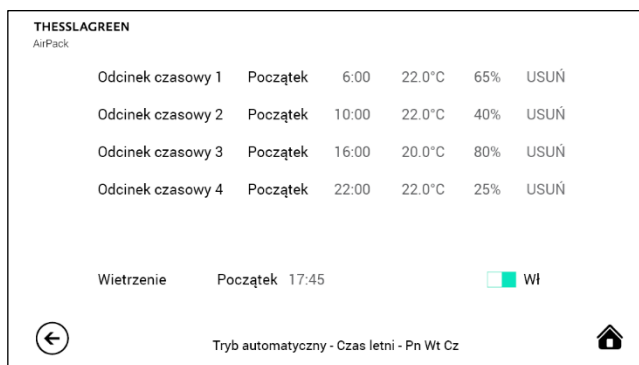 THESSLAGREEN
AirPack
Odcinek czasowy 1 Początek 6:00 22.0°C 65% USUŃ
Odcinek czasowy 2 Początek 10:00 22.0°C 40% USUŃ
Odcinek czasowy 3 Początek 16:00 20.0°C 80% USUŃ
Odcinek czasowy 4 Początek 22:00 22.0°C 25% USUŃ
Wietrzenie Początek 17:45 Wł
Tryb automatyczny - Czas letni - Pn Wt Cz